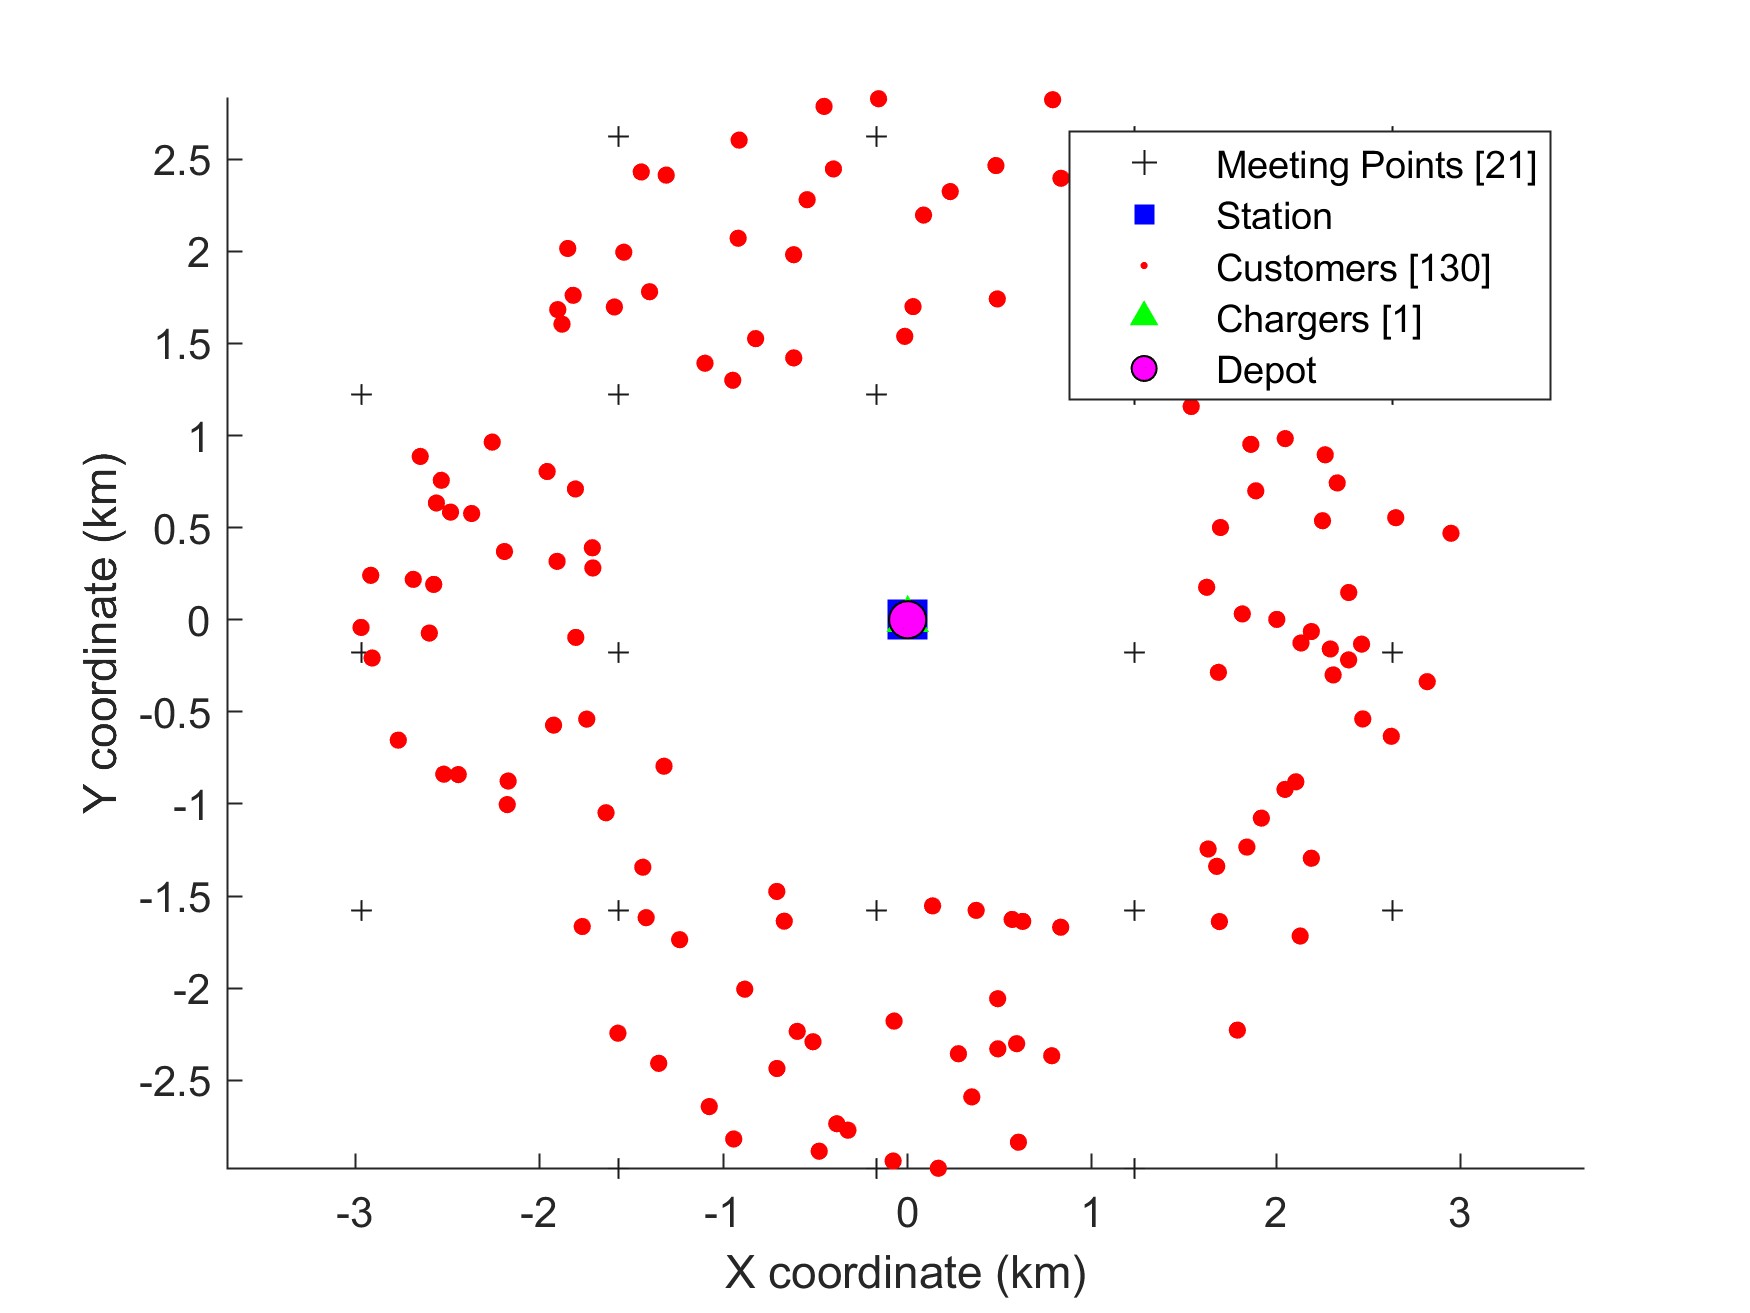 Meeting Points [21]
Station
Customers [130]
Chargers [1]
Depot
2.5
2
1.5
1
0.5
0
-0.5
-1
-1.5
-2
-2.5
Y coordinate (km)
-3 -2 -1 0 1 2 3
X coordinate (km)